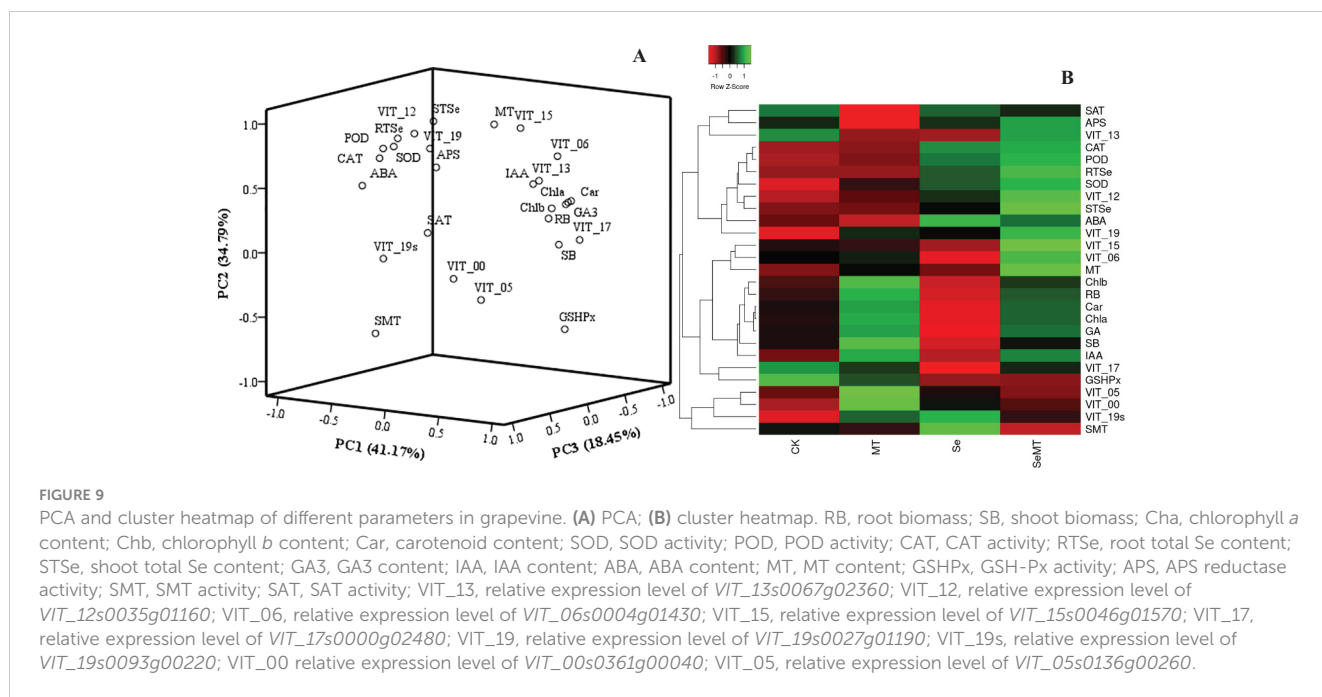 A
B
-1 0 1
Row Z-Score
PC2 (34.79%)
1.0
0.5
0.0
-0.5
-1.0
VIT_12
STSe
MT
VIT_15
RTSe
POD
VIT_19
VIT_06
CAT
SOD
APS
ABA
IAA
VIT_13
Chla
Car
Chlb
GA3
RB
SAT
VIT_17
VIT_19s
SB
VIT_00
VIT_05
SMT
GSHPx
-1.0
-0.5
0.0
0.5
1.0
PC1 (41.17%)
1.0
0.5
0.0
-0.5
-1.0
PC3 (18.45%)
SAT
APS
VIT_13
CAT
POD
RTSe
SOD
VIT_12
STSe
ABA
VIT_19
VIT_15
VIT_06
MT
Chlb
RB
Car
Chla
GA
SB
IAA
VIT_17
GSHPx
VIT_05
VIT_00
VIT_19s
SMT
CK
MT
Se
SeMT
FIGURE 9
PCA and cluster heatmap of different parameters in grapevine. (A) PCA; (B) cluster heatmap. RB, root biomass; SB, shoot biomass; Cha, chlorophyll a
content; Chb, chlorophyll b content; Car, carotenoid content; SOD, SOD activity; POD, POD activity; CAT, CAT activity; RTSe, root total Se content;
STSe, shoot total Se content; GA3, GA3 content; IAA, IAA content; ABA, ABA content; MT, MT content; GSHPx, GSH-Px activity; APS, APS reductase
activity; SMT, SMT activity; SAT, SAT activity; VIT_13, relative expression level of VIT_13s0067g02360; VIT_12, relative expression level of
VIT_12s0035g01160; VIT_06, relative expression level of VIT_06s0004g01430; VIT_15, relative expression level of VIT_15s0046g01570; VIT_17,
relative expression level of VIT_17s0000g02480; VIT_19, relative expression level of VIT_19s0027g01190; VIT_19s, relative expression level of
VIT_19s0093g00220; VIT_00 relative expression level of VIT_00s0361g00040; VIT_05, relative expression level of VIT_05s0136g00260.